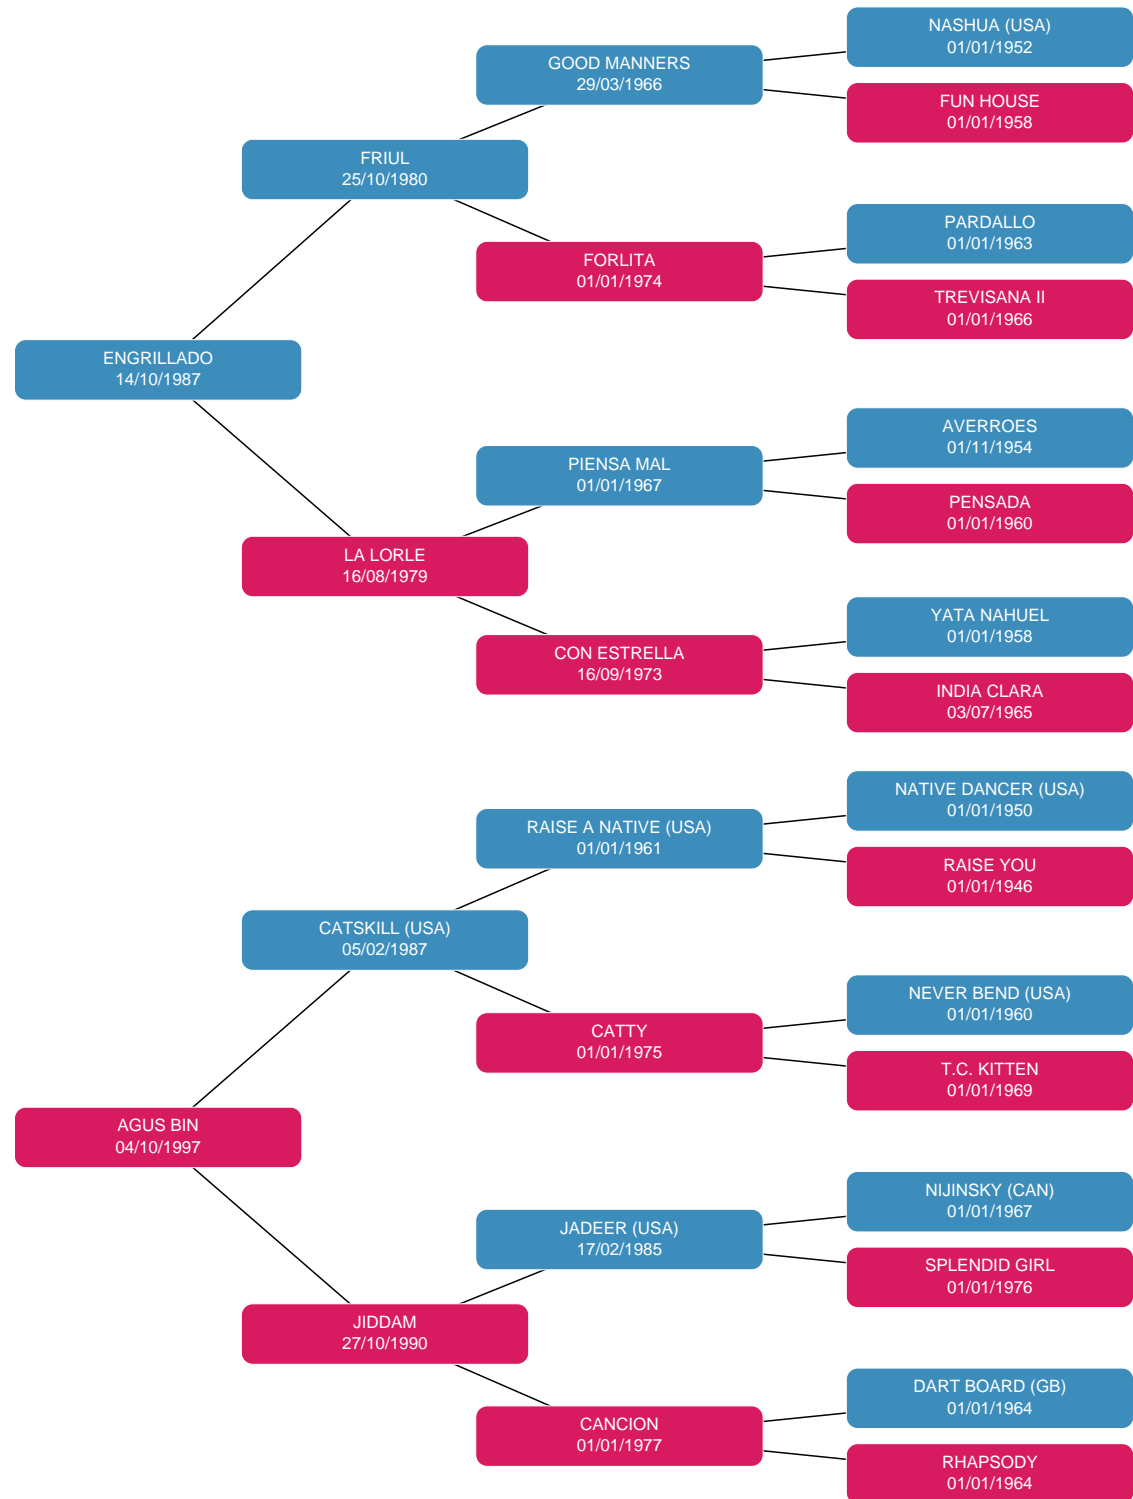 NASHUA (USA)
01/01/1952
GOOD MANNERS
29/03/1966
FUN HOUSE
01/01/1958
FRIUL
25/10/1980
PARDALLO
01/01/1963
FORLITA
01/01/1974
TREVISANA II
01/01/1966
ENGRILLADO
14/10/1987
AVERROES
01/11/1954
PIENSA MAL
01/01/1967
PENSADA
01/01/1960
LA LORLE
16/08/1979
YATA NAHUEL
01/01/1958
CON ESTRELLA
16/09/1973
INDIA CLARA
03/07/1965
NATIVE DANCER (USA)
01/01/1950
RAISE A NATIVE (USA)
01/01/1961
RAISE YOU
01/01/1946
CATSKILL (USA)
05/02/1987
NEVER BEND (USA)
01/01/1960
CATTY
01/01/1975
T.C. KITTEN
01/01/1969
AGUS BIN
04/10/1997
NIJINSKY (CAN)
01/01/1967
JADEER (USA)
17/02/1985
SPLENDID GIRL
01/01/1976
JIDDAM
27/10/1990
DART BOARD (GB)
01/01/1964
CANCION
01/01/1977
RHAPSODY
01/01/1964